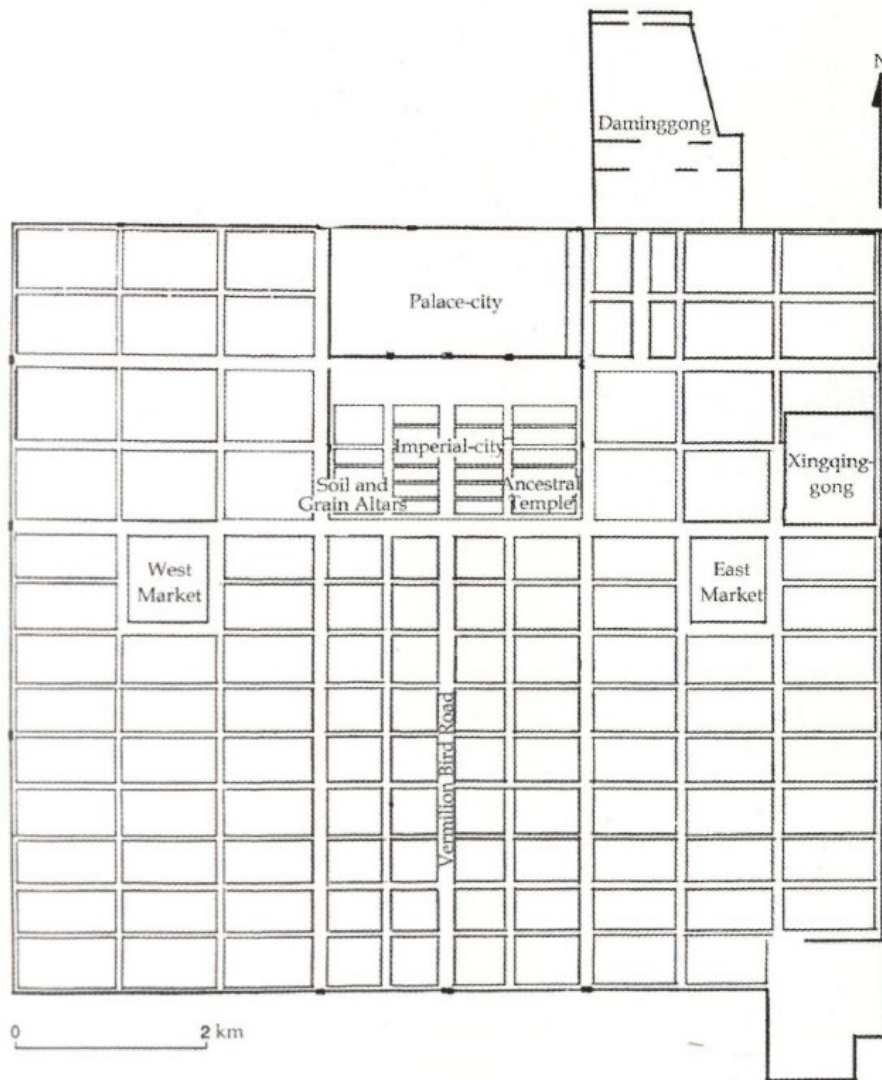 N
Daminggong
Palace-city
Imperial-city
Soil and
Grain Altars
Ancestral
Temple
Xingqing-
gong
West
Market
East
Market
Vermilion Bird Road
0 2 km